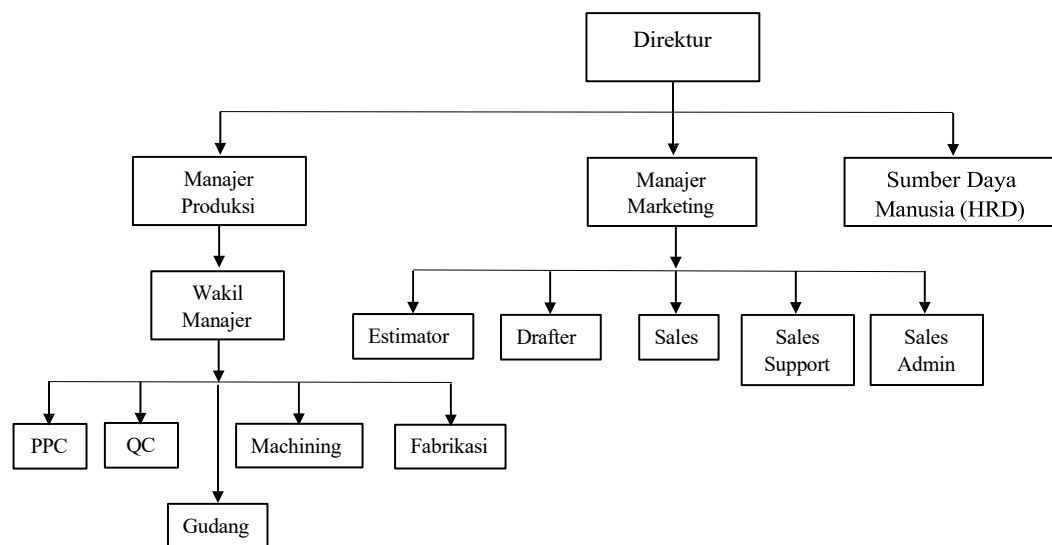 Direktur
Manajer
Produksi
Manajer
Marketing
Sumber Daya
Manusia (HRD)
Wakil
Manajer
Estimator
Drafter
Sales
Sales
Support
Sales
Admin
PPC
QC
Machining
Fabrikasi
Gudang